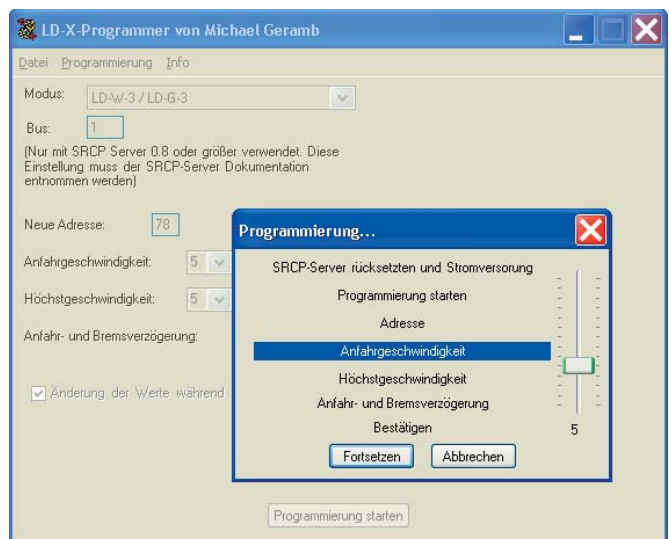 LD-X-Programmer von Michael Geramb
Datei Programmierung Info
Modus: LD-W-3 / LD-G-3
Bus: 1
(Nur mit SRCP Server 0.8 oder größer verwendet. Diese
Einstellung muss der SRCP-Server Dokumentation
entnommen werden)
Neue Adresse: 78
Anfahrgeschwindigkeit: 5
Höchstgeschwindigkeit: 5
Anfahr- und Bremsverzögerung:
Änderung der Werte während
Programmierung starten
Programmierung...
SRCP-Server rücksetzten und Stromversorung
Programmierung starten
Adresse
Anfahrgeschwindigkeit
Höchstgeschwindigkeit
Anfahr- und Bremsverzögerung
Bestätigen
5
Fortsetzen Abbrechen